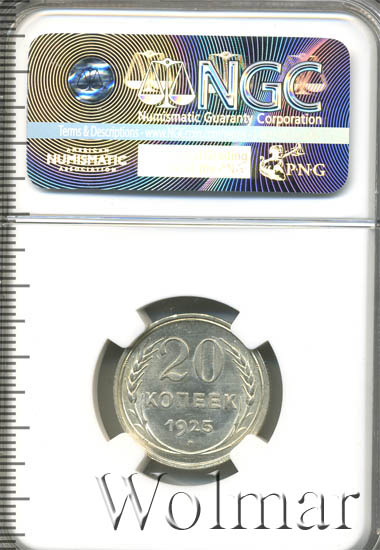 NGC
Numismatic Guaranty Corporation
Terms & Descriptions - www.NGCcoin.com
AMERICAN
NUMISMATIC
ASSOCIATION
PNG
20
КОПЕЕК
1925
Wolmar